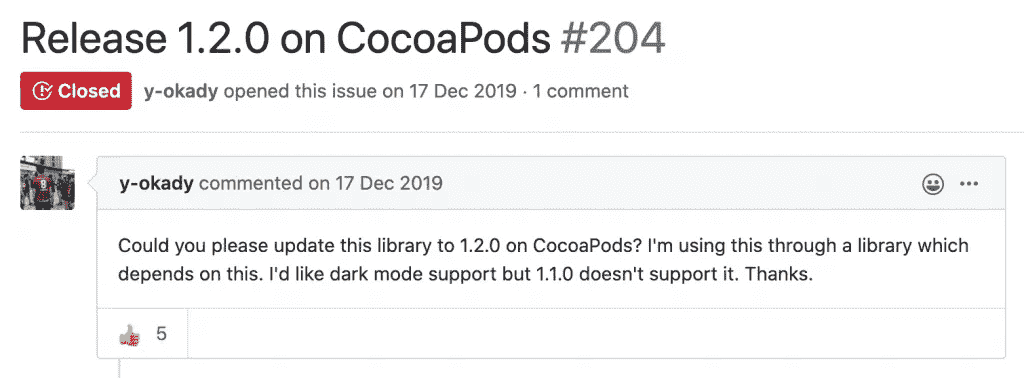 Release 1.2.0 on CocoaPods #204
Closed y-okady opened this issue on 17 Dec 2019 · 1 comment
y-okady commented on 17 Dec 2019
Could you please update this library to 1.2.0 on CocoaPods? I'm using this through a library which
depends on this. I'd like dark mode support but 1.1.0 doesn't support it. Thanks.
5